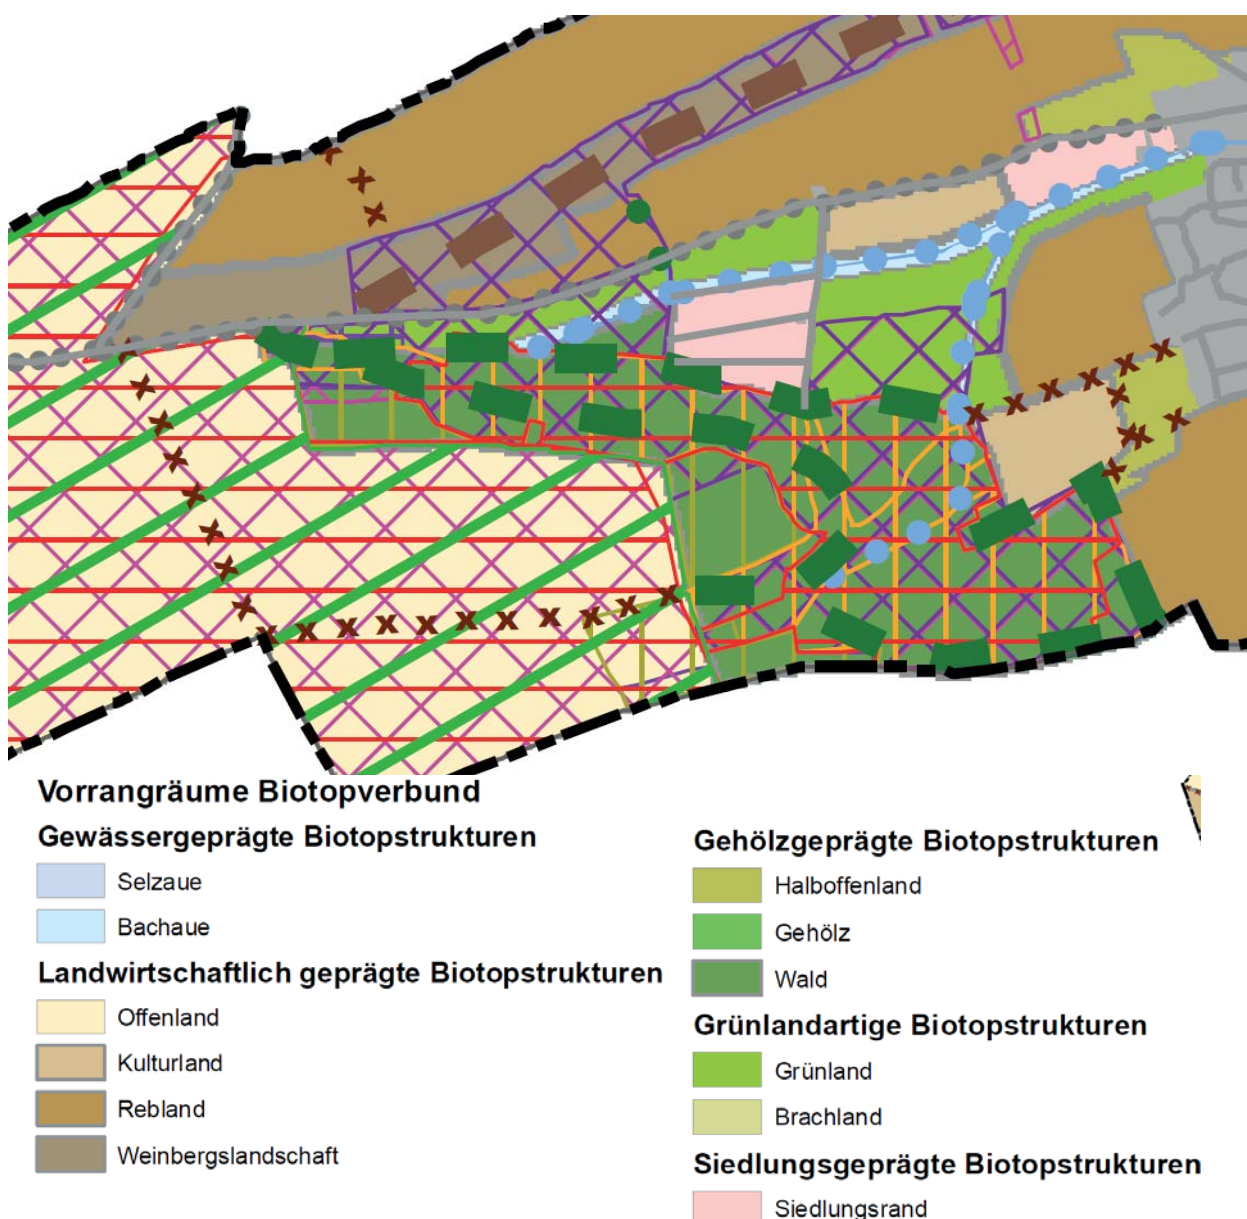 Vorrangräume Biotopverbund
Gewässergeprägte Biotopstrukturen
Selzaue
Bachaue
Landwirtschaftlich geprägte Biotopstrukturen
Offenland
Kulturland
Rebland
Weinbergslandschaft
Gehölzgeprägte Biotopstrukturen
Halboffenland
Gehölz
Wald
Grünlandartige Biotopstrukturen
Grünland
Brachland
Siedlungsgeprägte Biotopstrukturen
Siedlungsrand